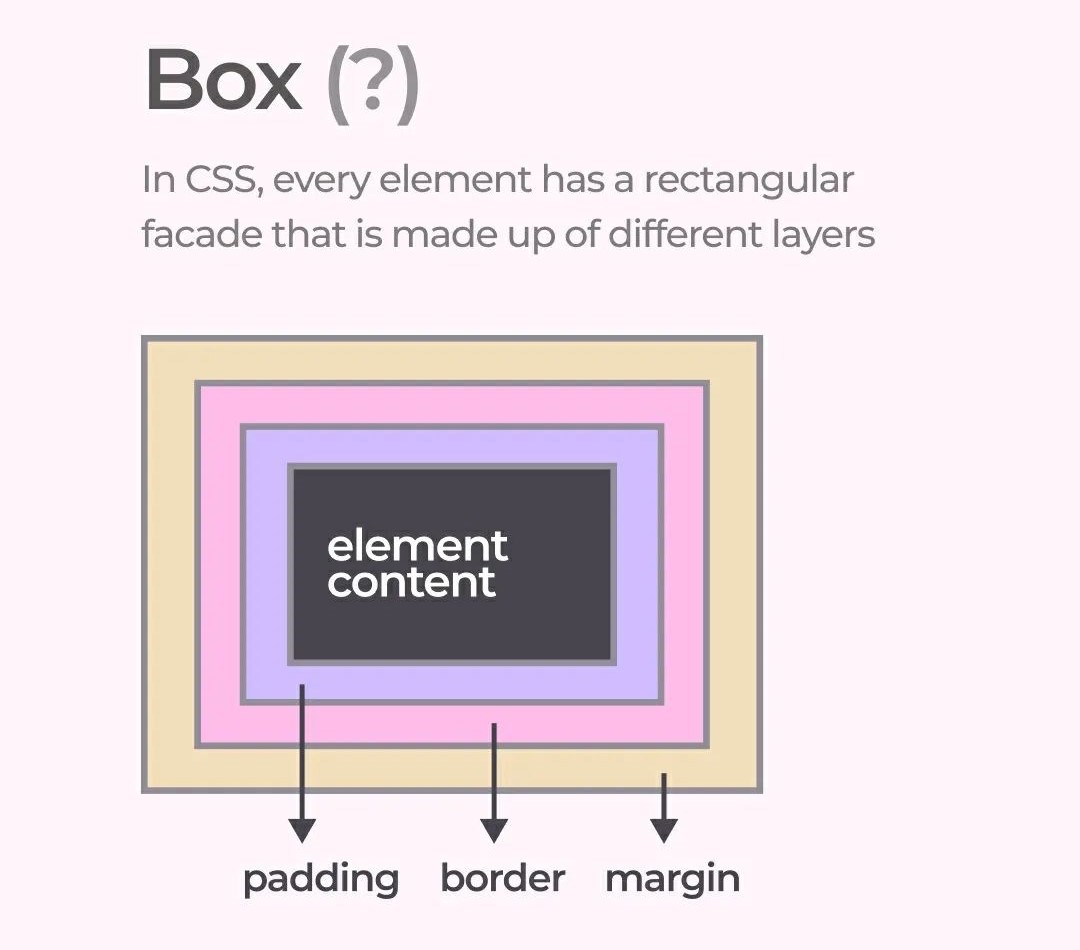 Box (?)
In CSS, every element has a rectangular
facade that is made up of different layers
element
content
padding border margin